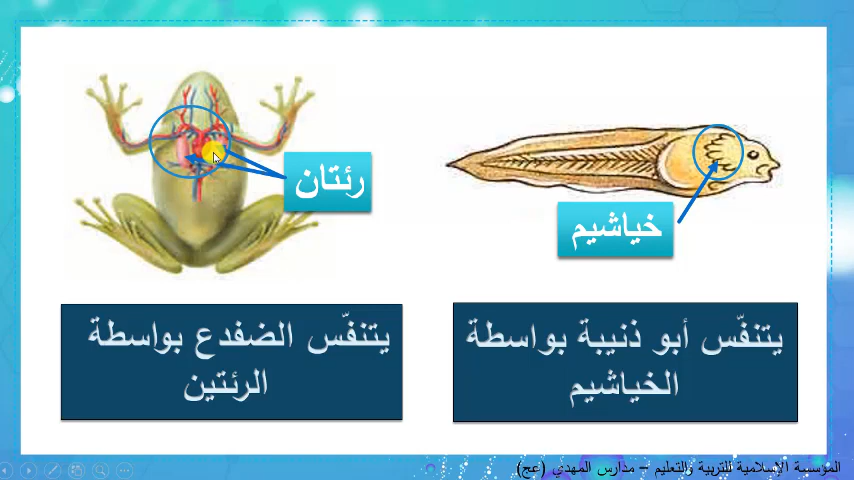 خياشيم
رئتان
يتنفّس أبو ذنيبة بواسطة
الخياشيم
يتنفّس الضفدع بواسطة
الرئتين
المؤسسة الإسلامية للتربية والتعليم – مدارس المهدي (عج)